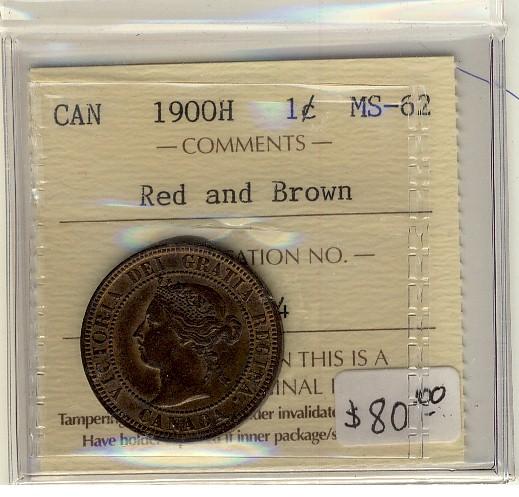 CAN 1900H 1¢ MS-62
— COMMENTS —
Red and Brown
ATION NO. —
4
N THIS IS A
INAL
Tampering der invalidate
Have holde if inner package/s
VICTORIA DEI GRATIA REGINA.
CANADA
$80.00